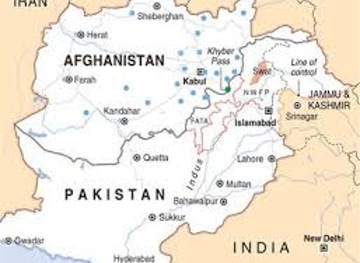 IRAN
Sheberghan
Herat
Khyber
Pass
AFGHANISTAN
Kabul
Swat
Line of
control
Farah
NWFP
JAMMU &
KASHMIR
Kandahar
FATA
Islamabad
Srinagar
Quetta
Indus
Lahore
PAKISTAN
Multan
Bahawalpur
Sukkur
Gwadar
INDIA
New Delhi
Hyderabad